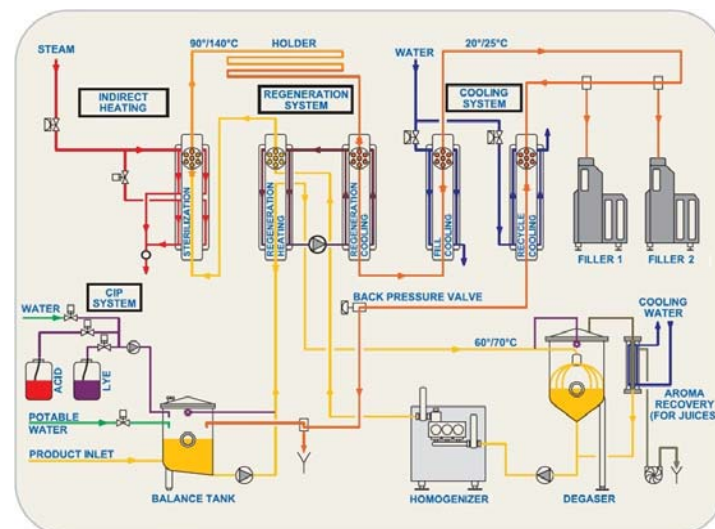 STEAM
90°/140°C
HOLDER
WATER
20°/25°C
INDIRECT
HEATING
REGENERATION
SYSTEM
COOLING
SYSTEM
STERILIZATION
REGENERATION
HEATING
REGENERATION
COOLING
FILL
COOLING
RECYCLE
COOLING
FILLER 1
FILLER 2
CIP
SYSTEM
BACK PRESSURE VALVE
COOLING
WATER
WATER
60°/70°C
ACID
LYE
AROMA
RECOVERY
(FOR JUICES)
POTABLE
WATER
PRODUCT INLET
BALANCE TANK
HOMOGENIZER
DEGASER